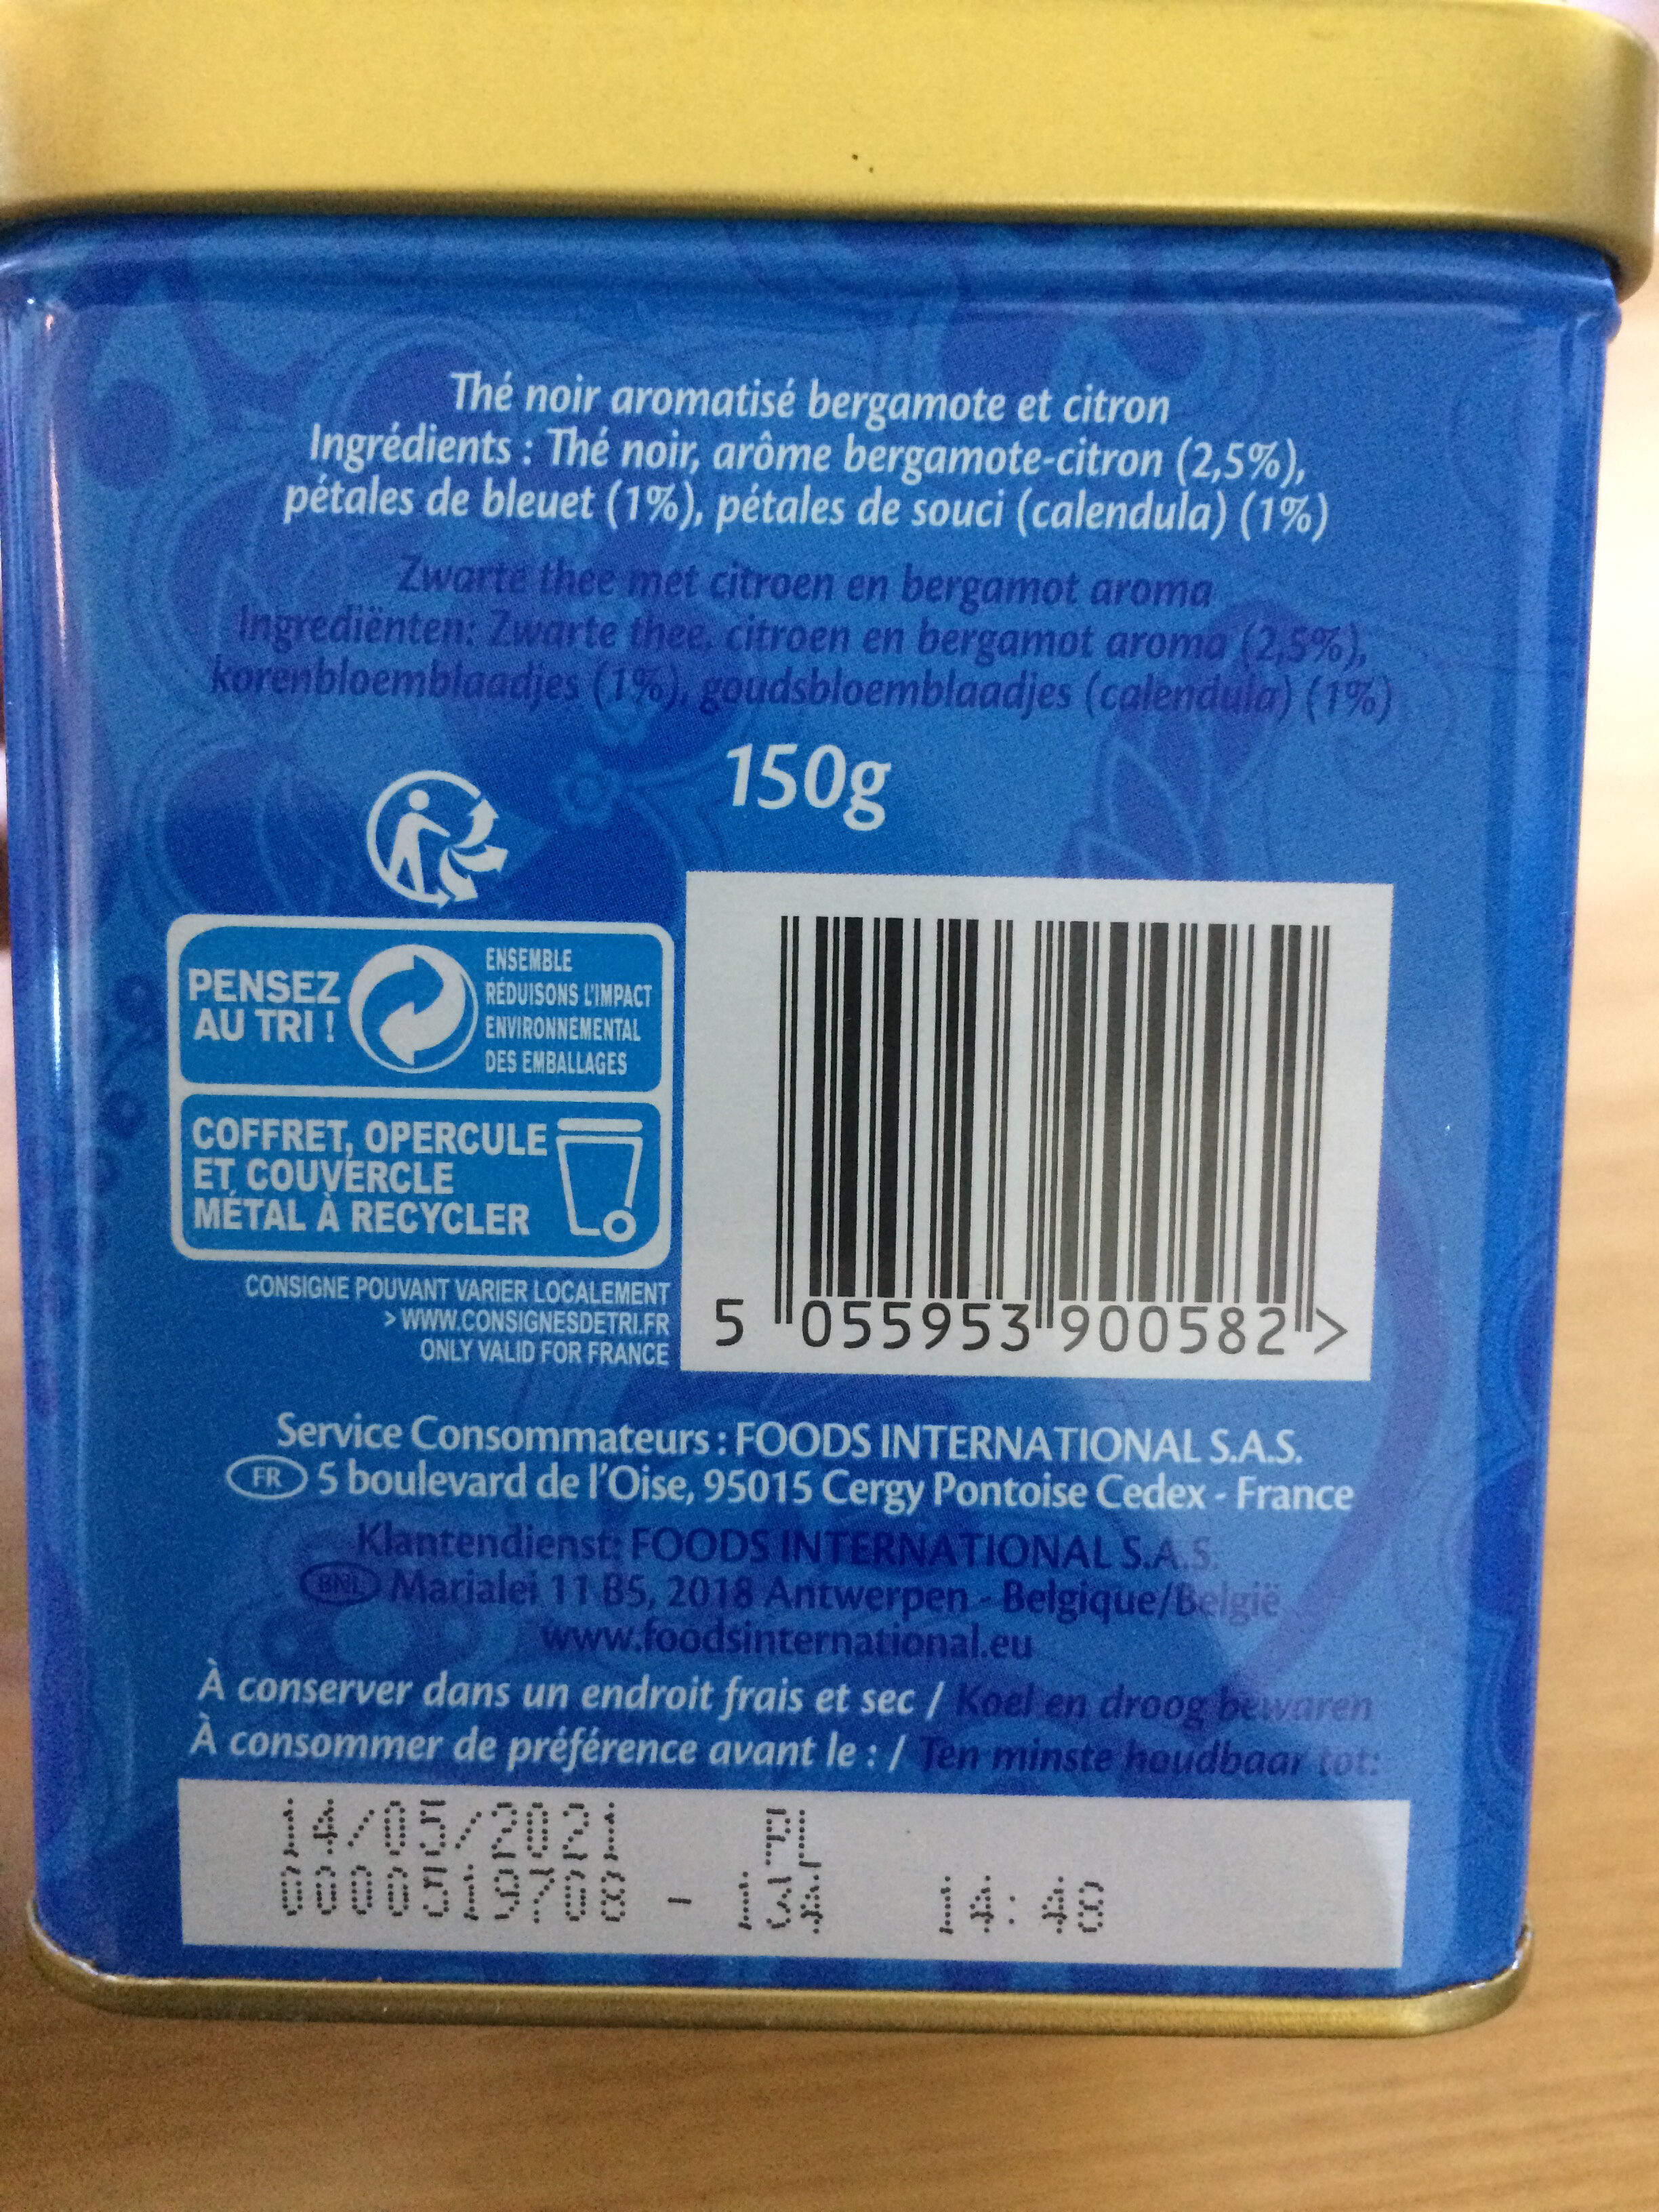 Thé noir aromatisé bergamote et citron
Ingrédients : Thé noir, arôme bergamote-citron (2,5%),
pétales de bleuet (1%), pétales de souci (calendula) (1%)
Zwarte thee met citroen en bergamot aroma
Ingrediënten: Zwarte thee, citroen en bergamot aroma (2,5%),
korenbloemblaadjes (1%), goudsbloemblaadjes (calendula) (1%)
150g
PENSEZ
AU TRI !
ENSEMBLE
RÉDUISONS L'IMPACT
ENVIRONNEMENTAL
DES EMBALLAGES
COFFRET, OPERCULE
ET COUVERCLE
MÉTAL À RECYCLER
CONSIGNE POUVANT VARIER LOCALEMENT
> WWW.CONSIGNESDETRI.FR
ONLY VALID FOR FRANCE
5 055953 900582 >
Service Consommateurs : FOODS INTERNATIONAL S.A.S.
FR 5 boulevard de l'Oise, 95015 Cergy Pontoise Cedex - France
Klantendienst: FOODS INTERNATIONAL S.A.S.
BNL Marialei 11 B5, 2018 Antwerpen - Belgique/België
www.foodsinternational.eu
À conserver dans un endroit frais et sec / Koel en droog bewaren
À consommer de préférence avant le : / Ten minste houdbaar tot:
14/05/2021 PL
0000519708 - 134 14:48